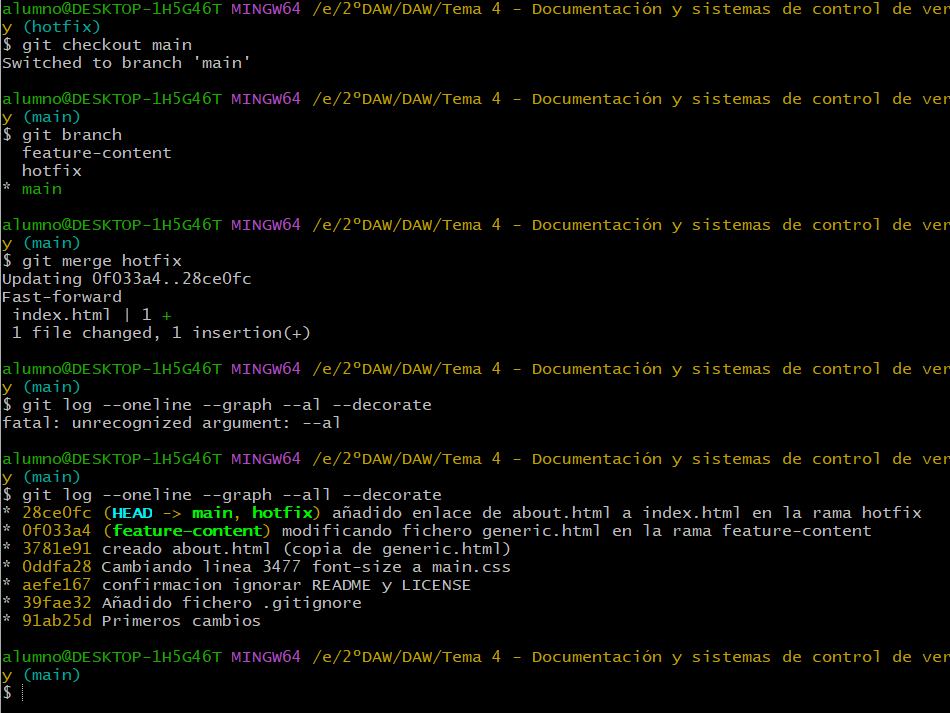 alumno@DESKTOP-1H5G46T MINGW64 /e/2ºDAW/DAW/Tema 4 - Documentación y sistemas de control de ver
y (hotfix)
$ git checkout main
Switched to branch 'main'
alumno@DESKTOP-1H5G46T MINGW64 /e/2ºDAW/DAW/Tema 4 - Documentación y sistemas de control de ver
y (main)
$ git branch
  feature-content
  hotfix
* main
alumno@DESKTOP-1H5G46T MINGW64 /e/2ºDAW/DAW/Tema 4 - Documentación y sistemas de control de ver
y (main)
$ git merge hotfix
Updating 0f033a4..28ce0fc
Fast-forward
 index.html | 1 +
 1 file changed, 1 insertion(+)
alumno@DESKTOP-1H5G46T MINGW64 /e/2ºDAW/DAW/Tema 4 - Documentación y sistemas de control de ver
y (main)
$ git log --oneline --graph --al --decorate
fatal: unrecognized argument: --al
alumno@DESKTOP-1H5G46T MINGW64 /e/2ºDAW/DAW/Tema 4 - Documentación y sistemas de control de ver
y (main)
$ git log --oneline --graph --all --decorate
* 28ce0fc (HEAD -> main, hotfix) añadido enlace de about.html a index.html en la rama hotfix
* 0f033a4 (feature-content) modificando fichero generic.html en la rama feature-content
* 3781e91 creado about.html (copia de generic.html)
* 0ddfa28 Cambiando linea 3477 font-size a main.css
* aefe167 confirmacion ignorar README y LICENSE
* 39fae32 Añadido fichero .gitignore
* 91ab25d Primeros cambios
alumno@DESKTOP-1H5G46T MINGW64 /e/2ºDAW/DAW/Tema 4 - Documentación y sistemas de control de ver
y (main)
$